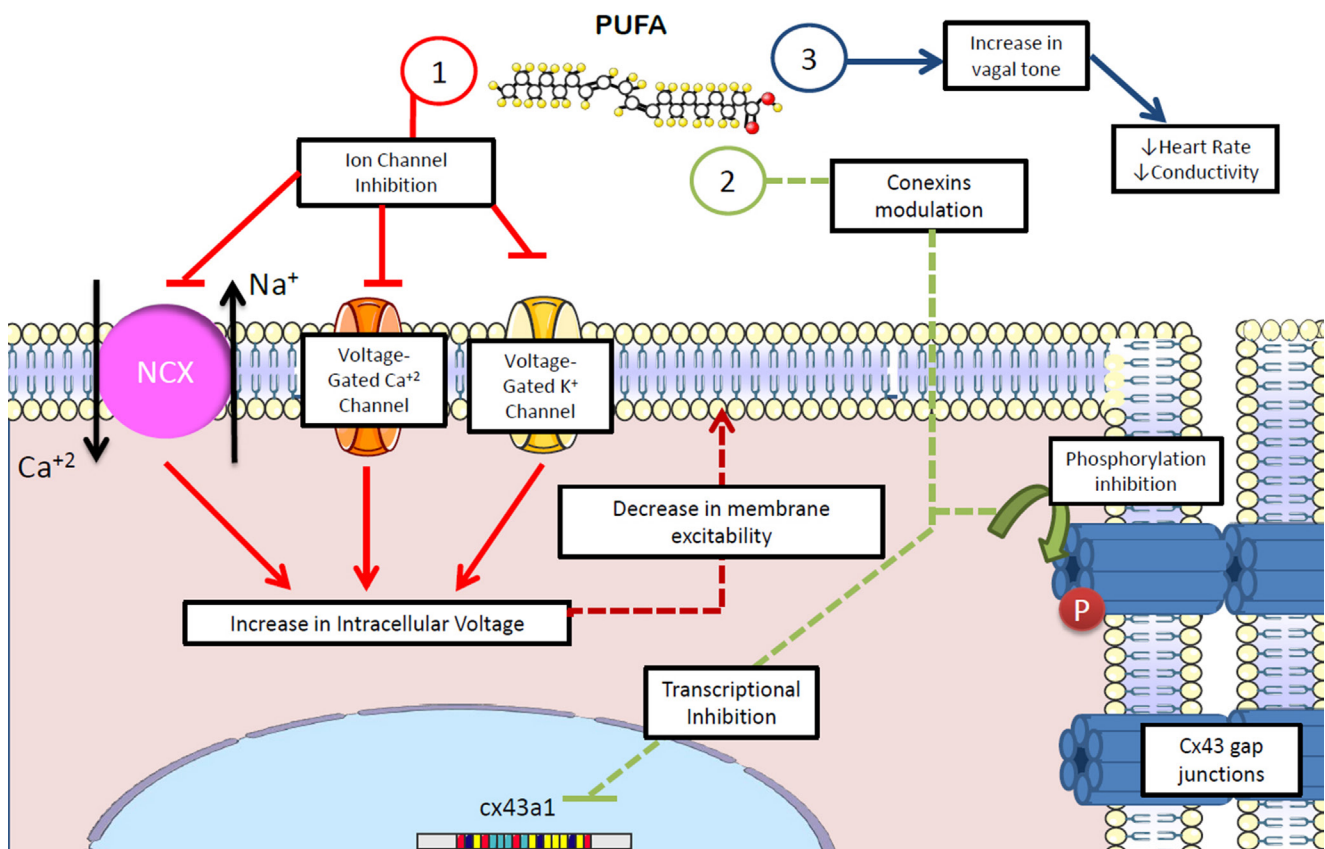 PUFA
1
3
Increase in
vagal tone
↓Heart Rate
↓Conductivity
Ion Channel
Inhibition
2
Conexins
modulation
Na⁺
NCX
Ca⁺²
Voltage-
Gated Ca⁺²
Channel
Voltage-
Gated K⁺
Channel
Phosphorylation
inhibition
Decrease in membrane
excitability
P
Increase in Intracellular Voltage
Transcriptional
Inhibition
Cx43 gap
junctions
cx43a1